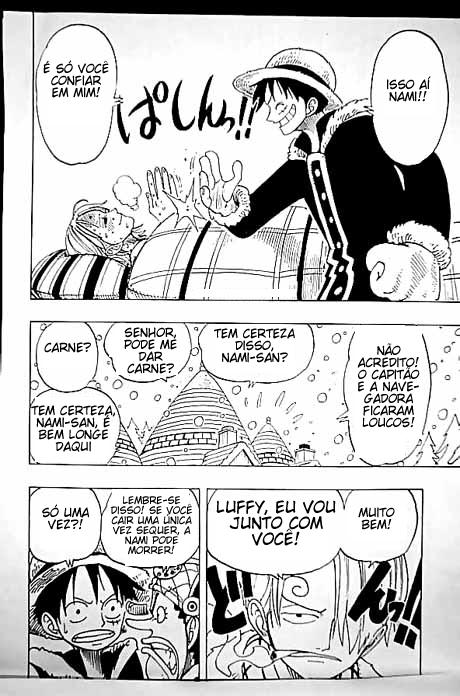 ISSO AÍ
NAMI!!
É SÓ VOCÊ
CONFIAR
EM MIM!
ぱしんっ!!
NÃO
ACREDITO!
O CAPITÃO
E A NAVE-
GADORA
FICARAM
LOUCOS!
TEM CERTEZA
DISSO,
NAMI-SAN?
SENHOR,
PODE ME
DAR
CARNE?
CARNE?
TEM CERTEZA,
NAMI-SAN, É
BEM LONGE
DAQUI
MUITO
BEM!
LUFFY, EU VOU
JUNTO COM
VOCÊ!
LEMBRE-SE
DISSO! SE VOCÊ
CAIR UMA ÚNICA
VEZ SEQUER, A
NAMI PODE
MORRER!
SÓ UMA
VEZ?!